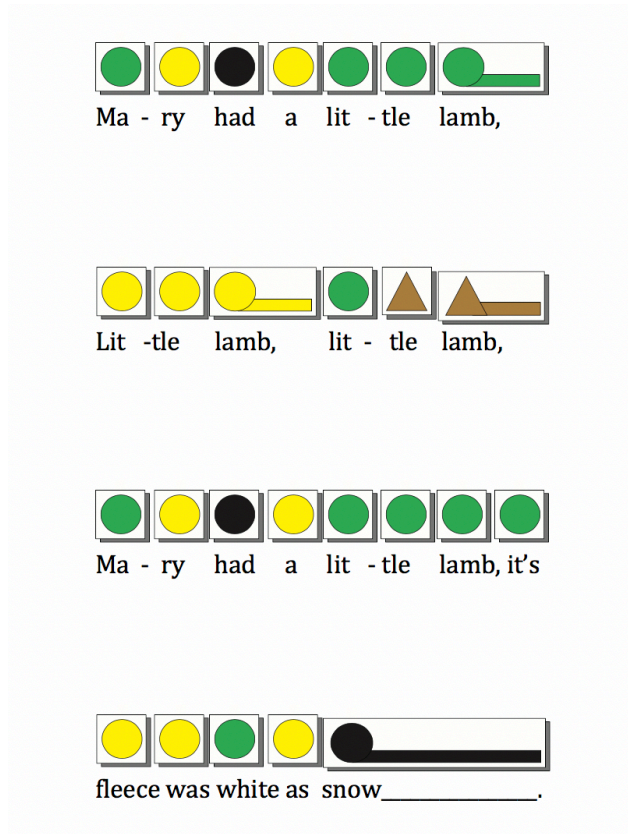 Ma - ry had a lit - tle lamb,
Lit -tle lamb, lit - tle lamb,
Ma - ry had a lit - tle lamb, it’s
fleece was white as snow______________.